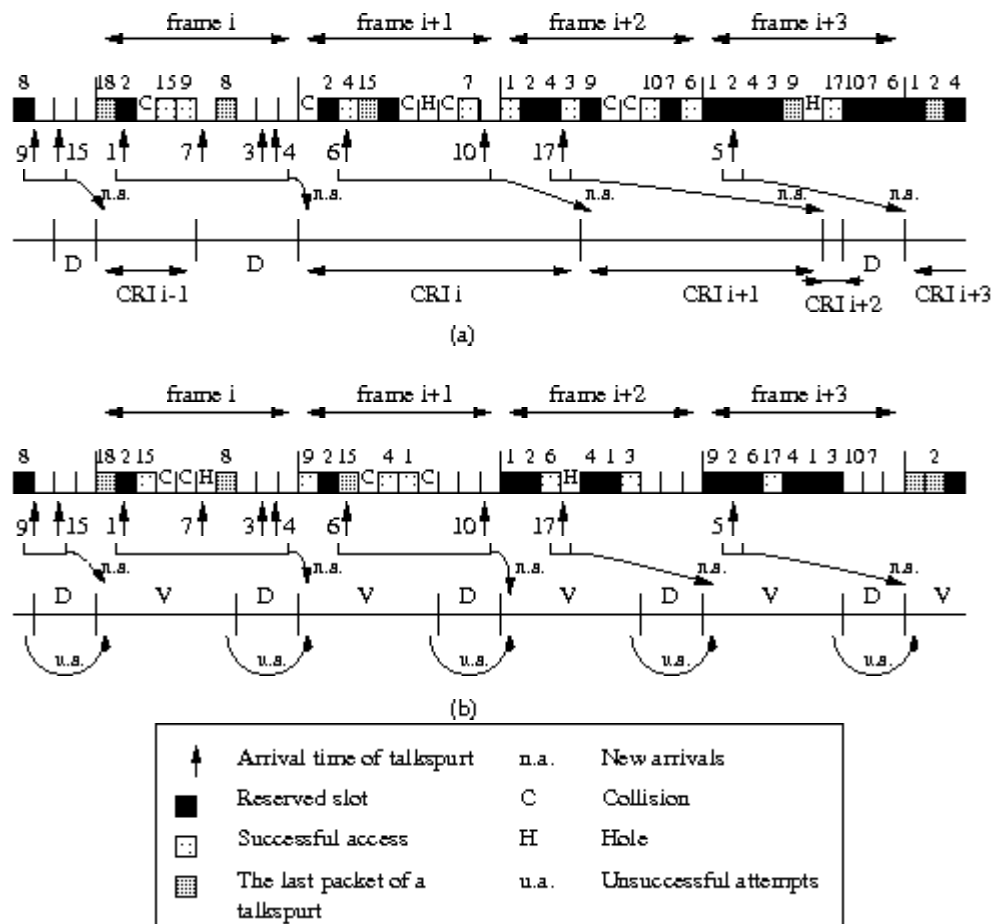 frame i frame i+1 frame i+2 frame i+3
8 18 2 15 9 8 2 4 15 7 1 2 4 3 9 10 7 6 1 2 4 3 9 17 10 7 6 1 2 4
C C C H C C C H
9 15 1 7 3 4 6 10 17 5
n.a. n.a. n.a. n.a. n.a.
D D D
CRI i-1 CRI i CRI i+1 CRI i+2 CRI i+3
(a)
frame i frame i+1 frame i+2 frame i+3
8 18 2 15 8 9 2 15 4 1 1 2 6 4 1 3 9 2 6 17 4 1 3 10 7 2
C C H C C H
9 15 1 7 3 4 6 10 17 5
n.a. n.a. n.a. n.a. n.a.
D V D V D V D V D V
u.a. u.a. u.a. u.a. u.a.
(b)
Arrival time of talkspurt n.a. New arrivals
Reserved slot C Collision
Successful access H Hole
The last packet of a u.a. Unsuccessful attempts
talkspurt